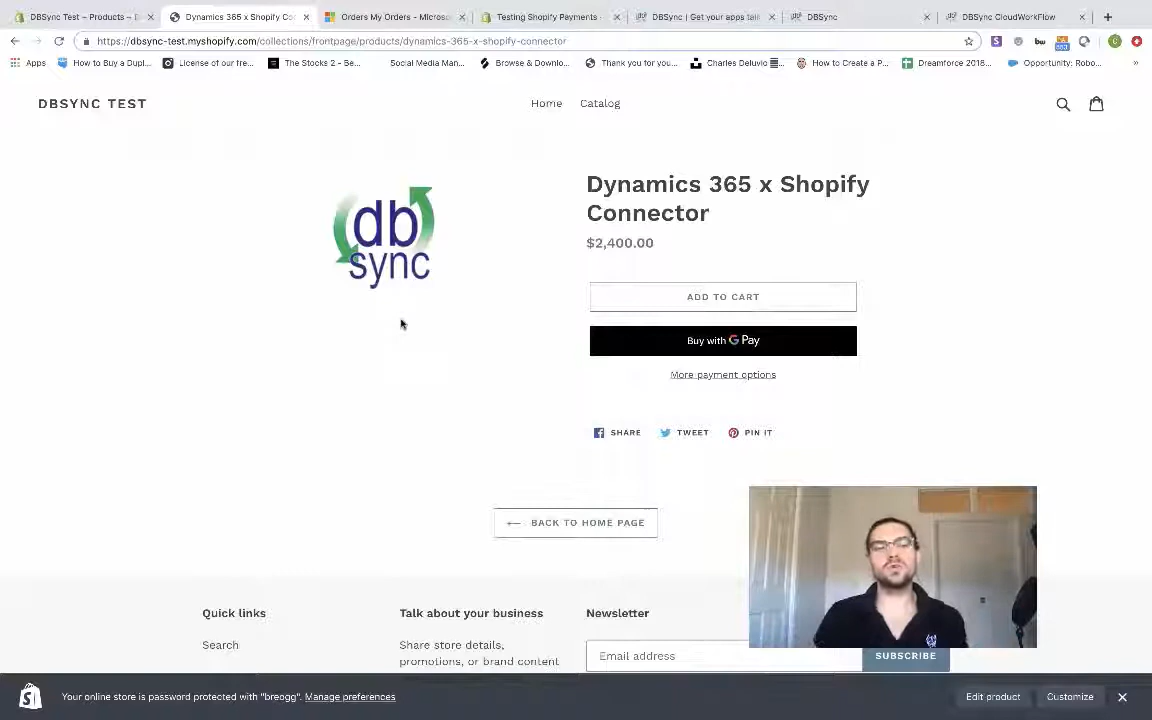 DBSync Test ~ Products ~
Dynamics 365 x Shopify Co
Orders My Orders - Micros
Testing Shopify Payments
DBSync | Get your apps talk
DBSync
DBSync CloudWorkFlow
https://dbsync-test.myshopify.com/collections/frontpage/products/dynamics-365-x-shopify-connector
Apps
How to Buy a Dupl...
License of our fre...
The Stocks 2 - Be...
Social Media Man...
Browse & Downlo...
Thank you for you...
Charles Deluvio
How to Create a P...
Dreamforce 2018...
Opportunity: Robo...
»
DBSYNC TEST
Home
Catalog
db
sync
Dynamics 365 x Shopify
Connector
$2,400.00
ADD TO CART
Buy with G Pay
More payment options
SHARE
TWEET
PIN IT
BACK TO HOME PAGE
Quick links
Search
Talk about your business
Share store details,
promotions, or brand content
Newsletter
Email address
SUBSCRIBE
Your online store is password protected with "breogg". Manage preferences
Edit product
Customize